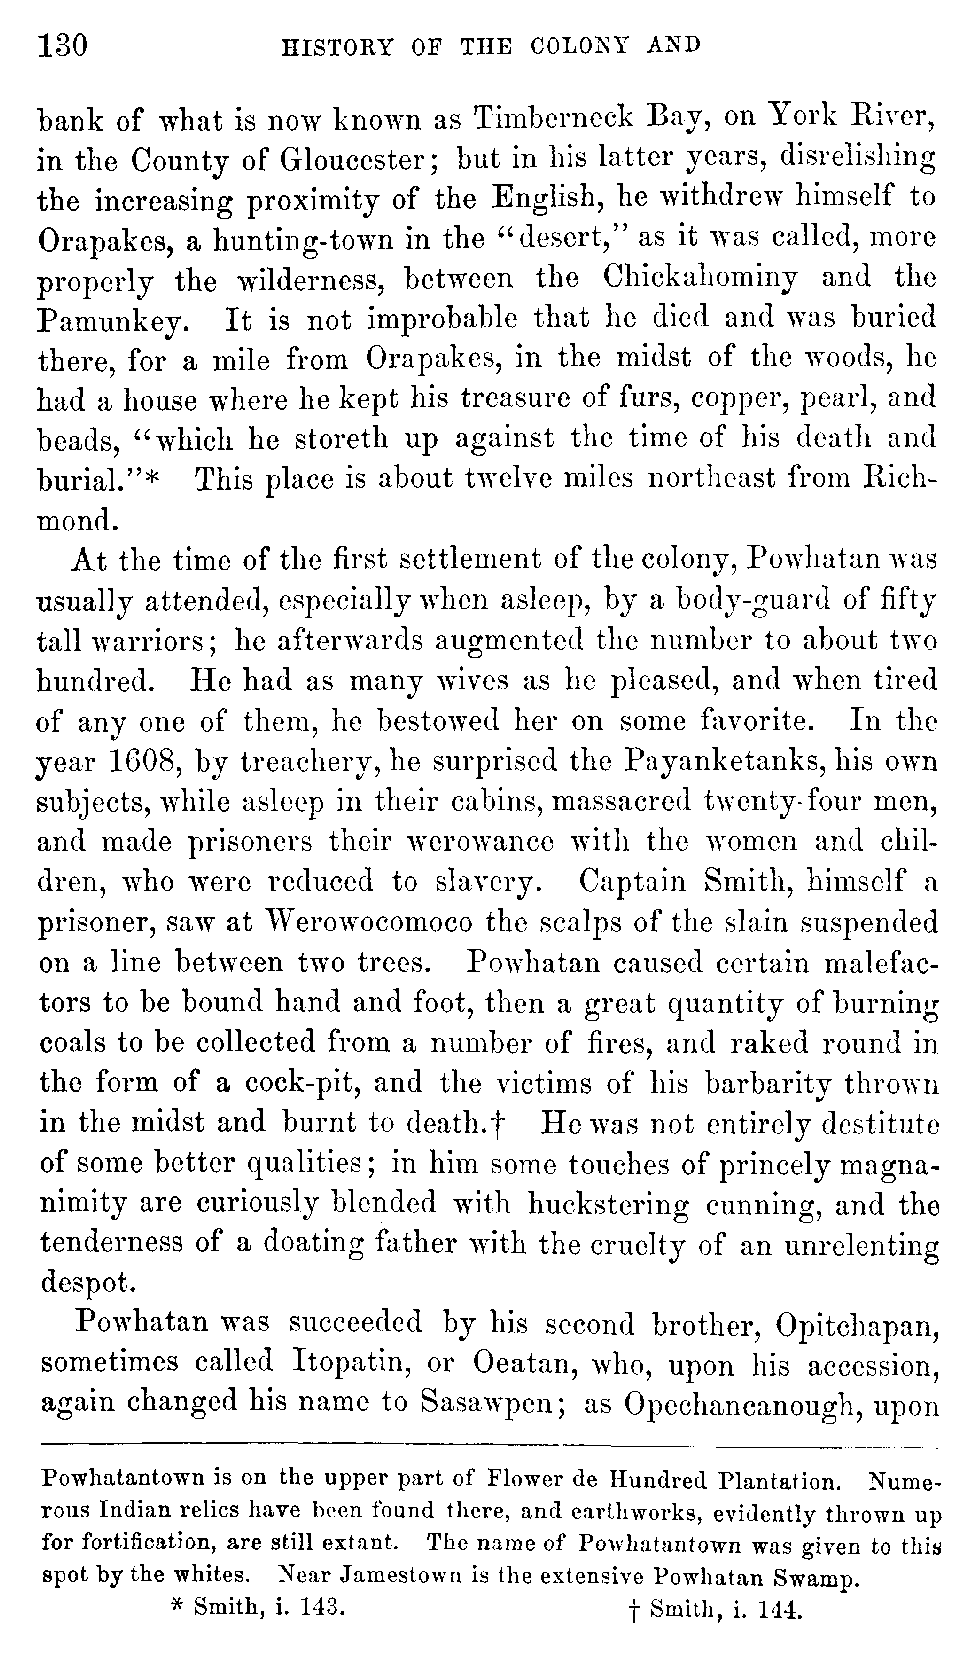 130 HISTORY OF THE COLONY AND
bank of what is now known as Timberneck Bay, on York River,
in the County of Gloucester; but in his latter years, disrelishing
the increasing proximity of the English, he withdrew himself to
Orapakes, a hunting-town in the "desert," as it was called, more
properly the wilderness, between the Chickahominy and the
Pamunkey. It is not improbable that he died and was buried
there, for a mile from Orapakes, in the midst of the woods, he
had a house where he kept his treasure of furs, copper, pearl, and
beads, "which he storeth up against the time of his death and
burial."* This place is about twelve miles northeast from Rich-
mond.
At the time of the first settlement of the colony, Powhatan was
usually attended, especially when asleep, by a body-guard of fifty
tall warriors; he afterwards augmented the number to about two
hundred. He had as many wives as he pleased, and when tired
of any one of them, he bestowed her on some favorite. In the
year 1608, by treachery, he surprised the Payanketanks, his own
subjects, while asleep in their cabins, massacred twenty-four men,
and made prisoners their werowance with the women and chil-
dren, who were reduced to slavery. Captain Smith, himself a
prisoner, saw at Werowocomoco the scalps of the slain suspended
on a line between two trees. Powhatan caused certain malefac-
tors to be bound hand and foot, then a great quantity of burning
coals to be collected from a number of fires, and raked round in
the form of a cock-pit, and the victims of his barbarity thrown
in the midst and burnt to death.† He was not entirely destitute
of some better qualities; in him some touches of princely magna-
nimity are curiously blended with huckstering cunning, and the
tenderness of a doating father with the cruelty of an unrelenting
despot.
Powhatan was succeeded by his second brother, Opitchapan,
sometimes called Itopatin, or Oeatan, who, upon his accession,
again changed his name to Sasawpen; as Opechancanough, upon
Powhatantown is on the upper part of Flower de Hundred Plantation. Nume-
rous Indian relics have been found there, and earthworks, evidently thrown up
for fortification, are still extant. The name of Powhatantown was given to this
spot by the whites. Near Jamestown is the extensive Powhatan Swamp.
* Smith, i. 143. † Smith, i. 144.